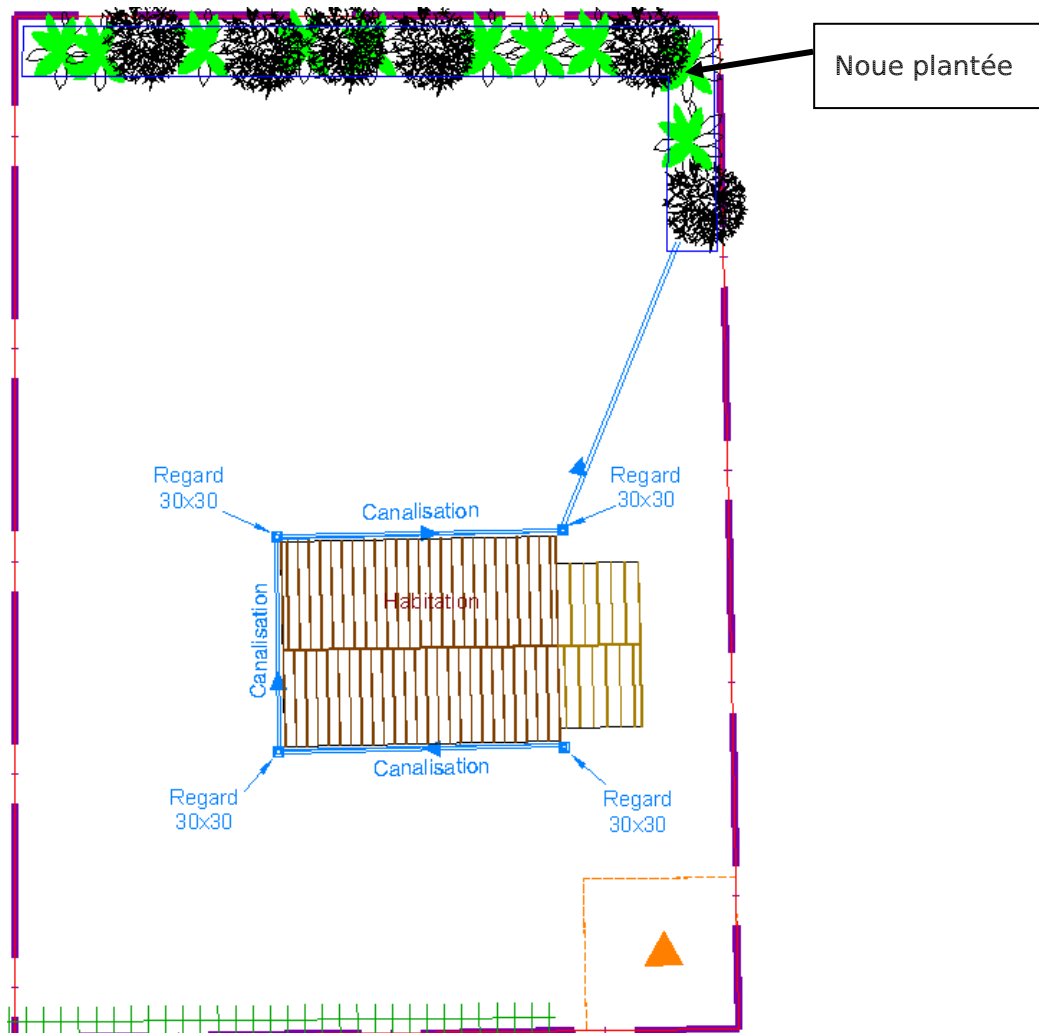 Noue plantée
Regard
30x30
Canalisation
Regard
30x30
Habitation
Canalisation
Canalisation
Regard
30x30
Regard
30x30